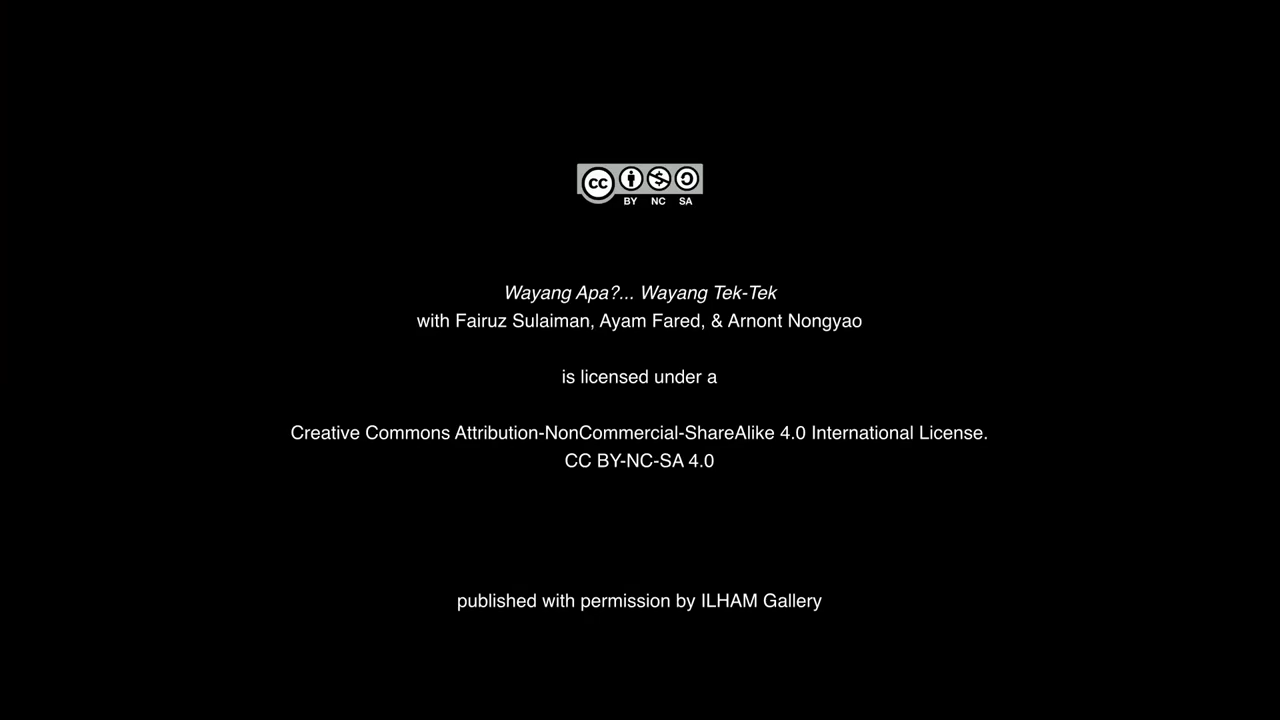 cc
BY NC SA
Wayang Apa?... Wayang Tek-Tek
with Fairuz Sulaiman, Ayam Fared, & Arnont Nongyao
is licensed under a
Creative Commons Attribution-NonCommercial-ShareAlike 4.0 International License.
CC BY-NC-SA 4.0
published with permission by ILHAM Gallery